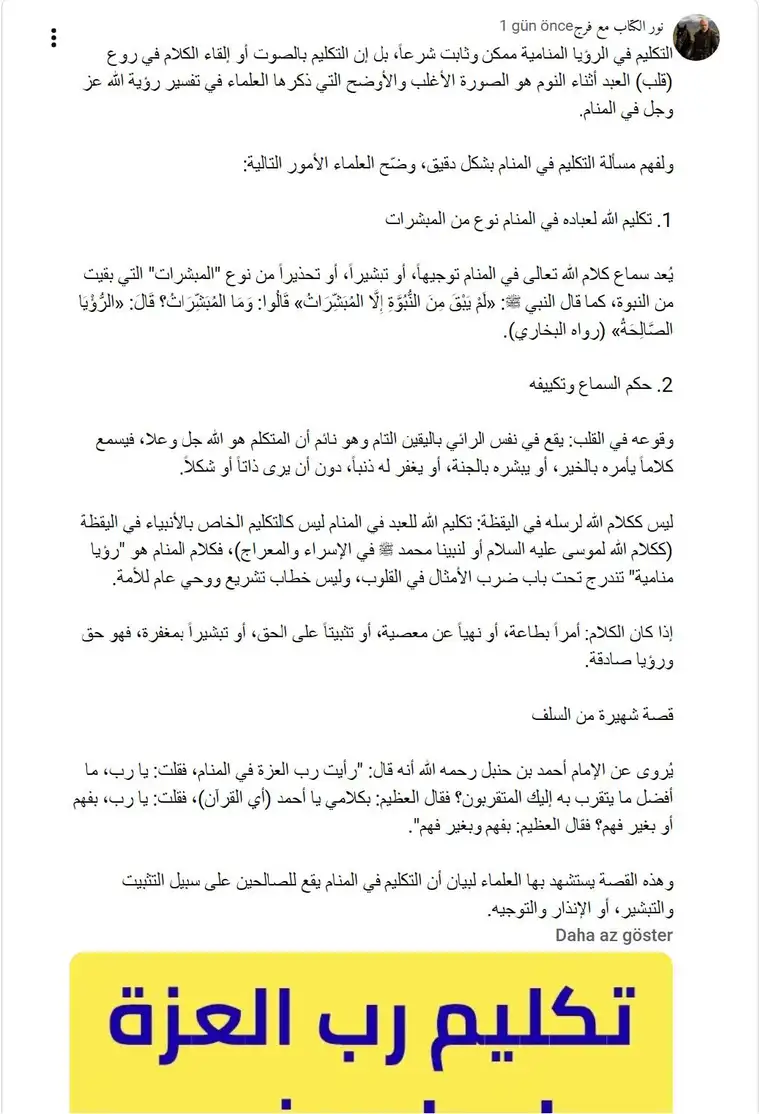 نور الكتاب مع فرج 1 gün önce
التكليم في الرؤيا المنامية ممكن وثابت شرعاً، بل إن التكليم بالصوت أو إلقاء الكلام في روع
(قلب) العبد أثناء النوم هو الصورة الأغلب والأوضح التي ذكرها العلماء في تفسير رؤية الله عز
وجل في المنام.
ولفهم مسألة التكليم في المنام بشكل دقيق، وضّح العلماء الأمور التالية:
1. تكليم الله لعباده في المنام نوع من المبشرات
يُعد سماع كلام الله تعالى في المنام توجيهاً، أو تبشيراً، أو تحذيراً من نوع "المبشرات" التي بقيت
من النبوة، كما قال النبي ﷺ: «لَمْ يَبْقَ مِنَ النُّبُوَّةِ إِلَّا المُبَشِّرَاتُ» قَالُوا: وَمَا المُبَشِّرَاتُ؟ قَالَ: «الرُّؤْيَا
الصَّالِحَةُ» (رواه البخاري).
2. حكم السماع وتكييفه
وقوعه في القلب: يقع في نفس الرائي باليقين التام وهو نائم أن المتكلم هو الله جل وعلا، فيسمع
كلاماً يأمره بالخير، أو يبشره بالجنة، أو يغفر له ذنباً، دون أن يرى ذاتاً أو شكلاً.
ليس ككلام الله لرسله في اليقظة: تكليم الله للعبد في المنام ليس كالتكليم الخاص بالأنبياء في اليقظة
(ككلام الله لموسى عليه السلام أو لنبينا محمد ﷺ في الإسراء والمعراج)، فكلام المنام هو "رؤيا
منامية" تندرج تحت باب ضرب الأمثال في القلوب، وليس خطاب تشريع ووحي عام للأمة.
إذا كان الكلام: أمراً بطاعة، أو نهياً عن معصية، أو تثبيتاً على الحق، أو تبشيراً بمغفرة، فهو حق
ورؤيا صادقة.
قصة شهيرة من السلف
يُروى عن الإمام أحمد بن حنبل رحمه الله أنه قال: "رأيت رب العزة في المنام، فقلت: يا رب، ما
أفضل ما يتقرب به إليك المتقربون؟ فقال العظيم: بكلامي يا أحمد (أي القرآن)، فقلت: يا رب، بفهم
أو بغير فهم؟ فقال العظيم: بفهم وبغير فهم".
وهذه القصة يستشهد بها العلماء لبيان أن التكليم في المنام يقع للصالحين على سبيل التثبيت
والتبشير، أو الإنذار والتوجيه.
Daha az göster
تكليم رب العزة